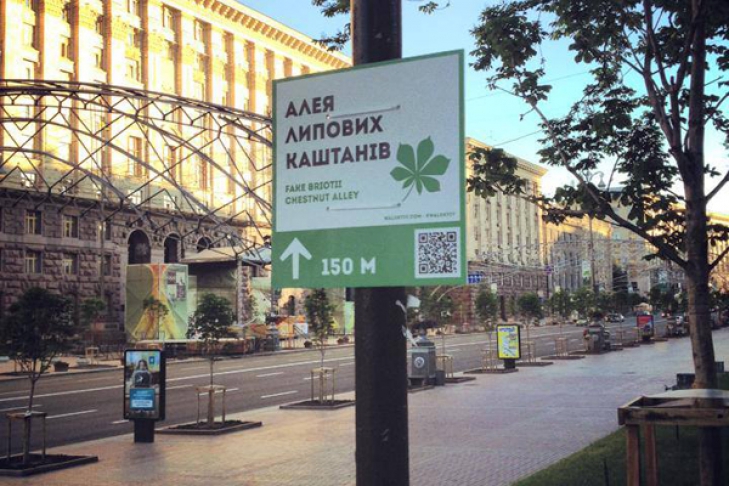 АЛЕЯ
ЛИПОВИХ
КАШТАНІВ
FAKE BRIOTII
CHESTNUT ALLEY
150 М